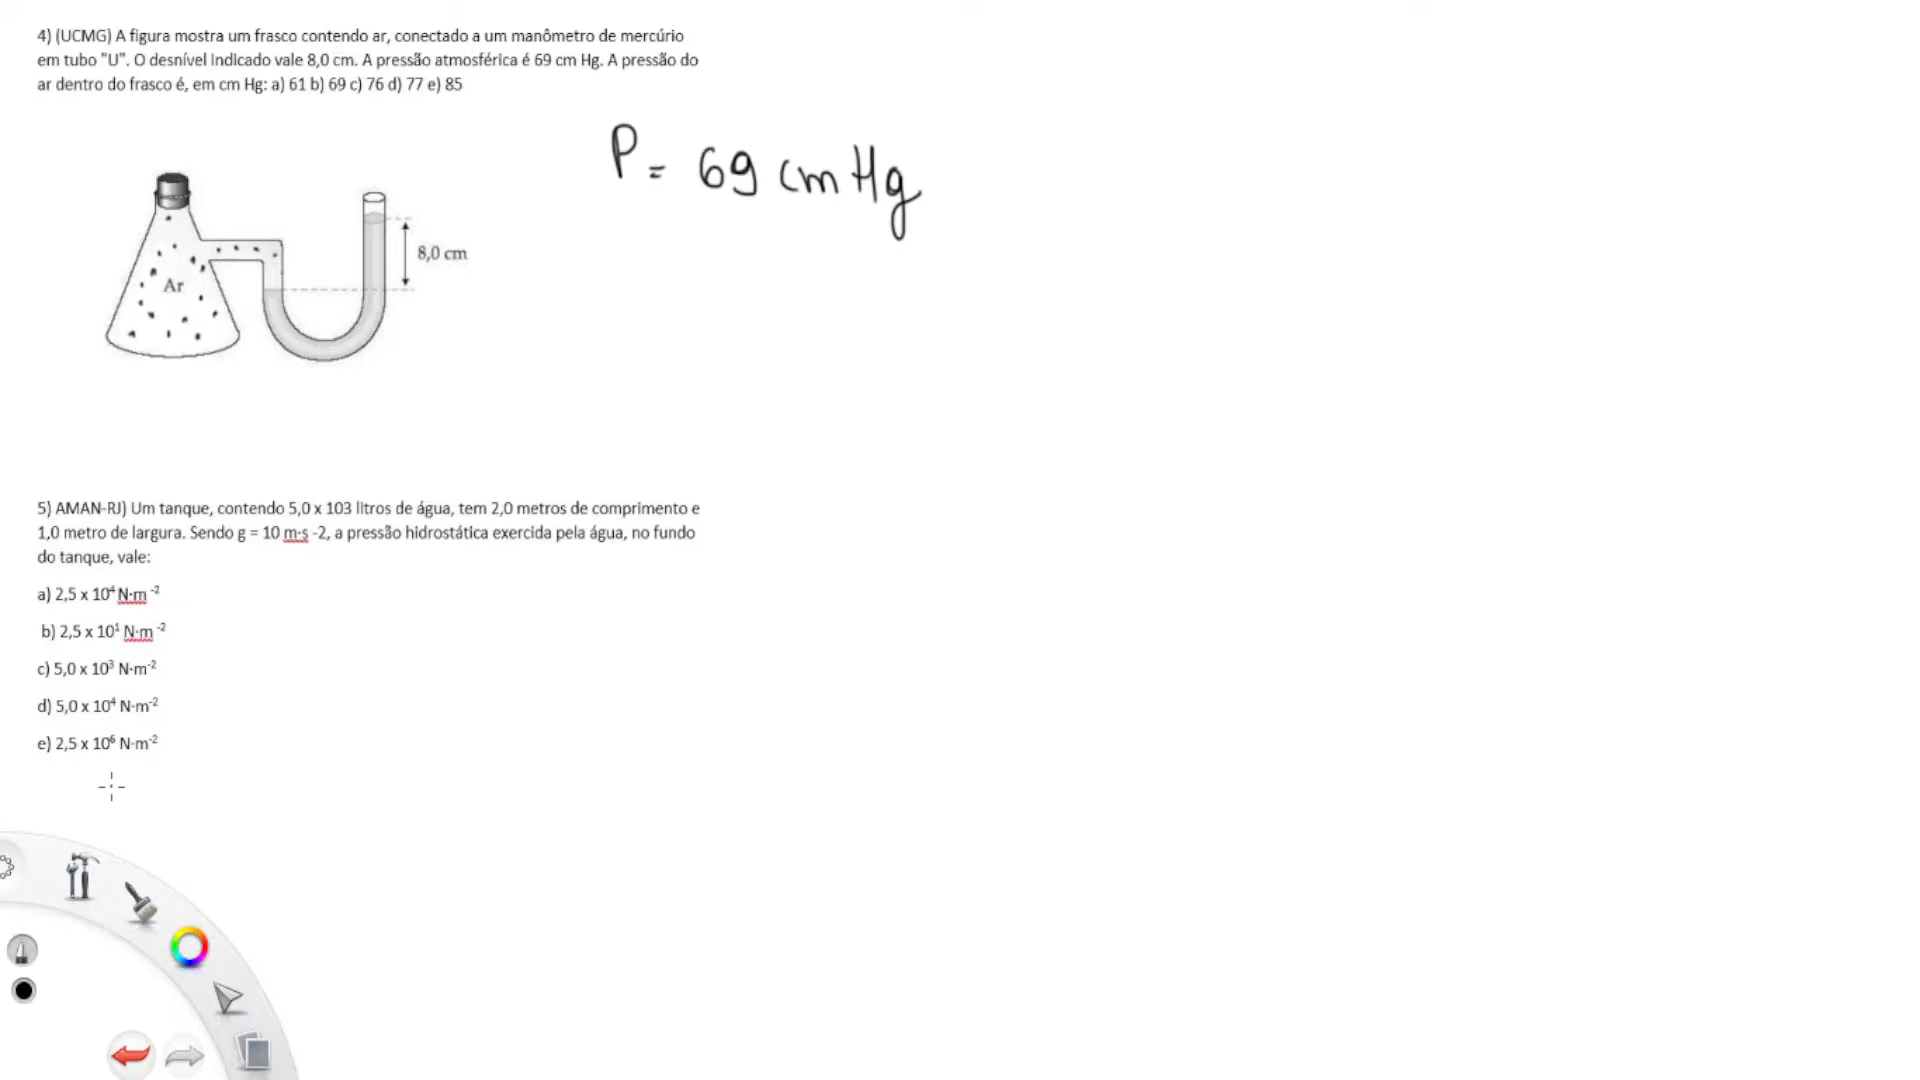 4) (UCMG) A figura mostra um frasco contendo ar, conectado a um manômetro de mercúrio
em tubo "U". O desnível indicado vale 8,0 cm. A pressão atmosférica é 69 cm Hg. A pressão do
ar dentro do frasco é, em cm Hg: a) 61 b) 69 c) 76 d) 77 e) 85
P = 69 cm Hg
8,0 cm
Ar
5) AMAN-RJ) Um tanque, contendo 5,0 x 103 litros de água, tem 2,0 metros de comprimento e
1,0 metro de largura. Sendo g = 10 m·s -2, a pressão hidrostática exercida pela água, no fundo
do tanque, vale:
a) 2,5 x 10⁴ N·m ⁻²
b) 2,5 x 10¹ N·m ⁻²
c) 5,0 x 10³ N·m⁻²
d) 5,0 x 10⁴ N·m⁻²
e) 2,5 x 10⁶ N·m⁻²